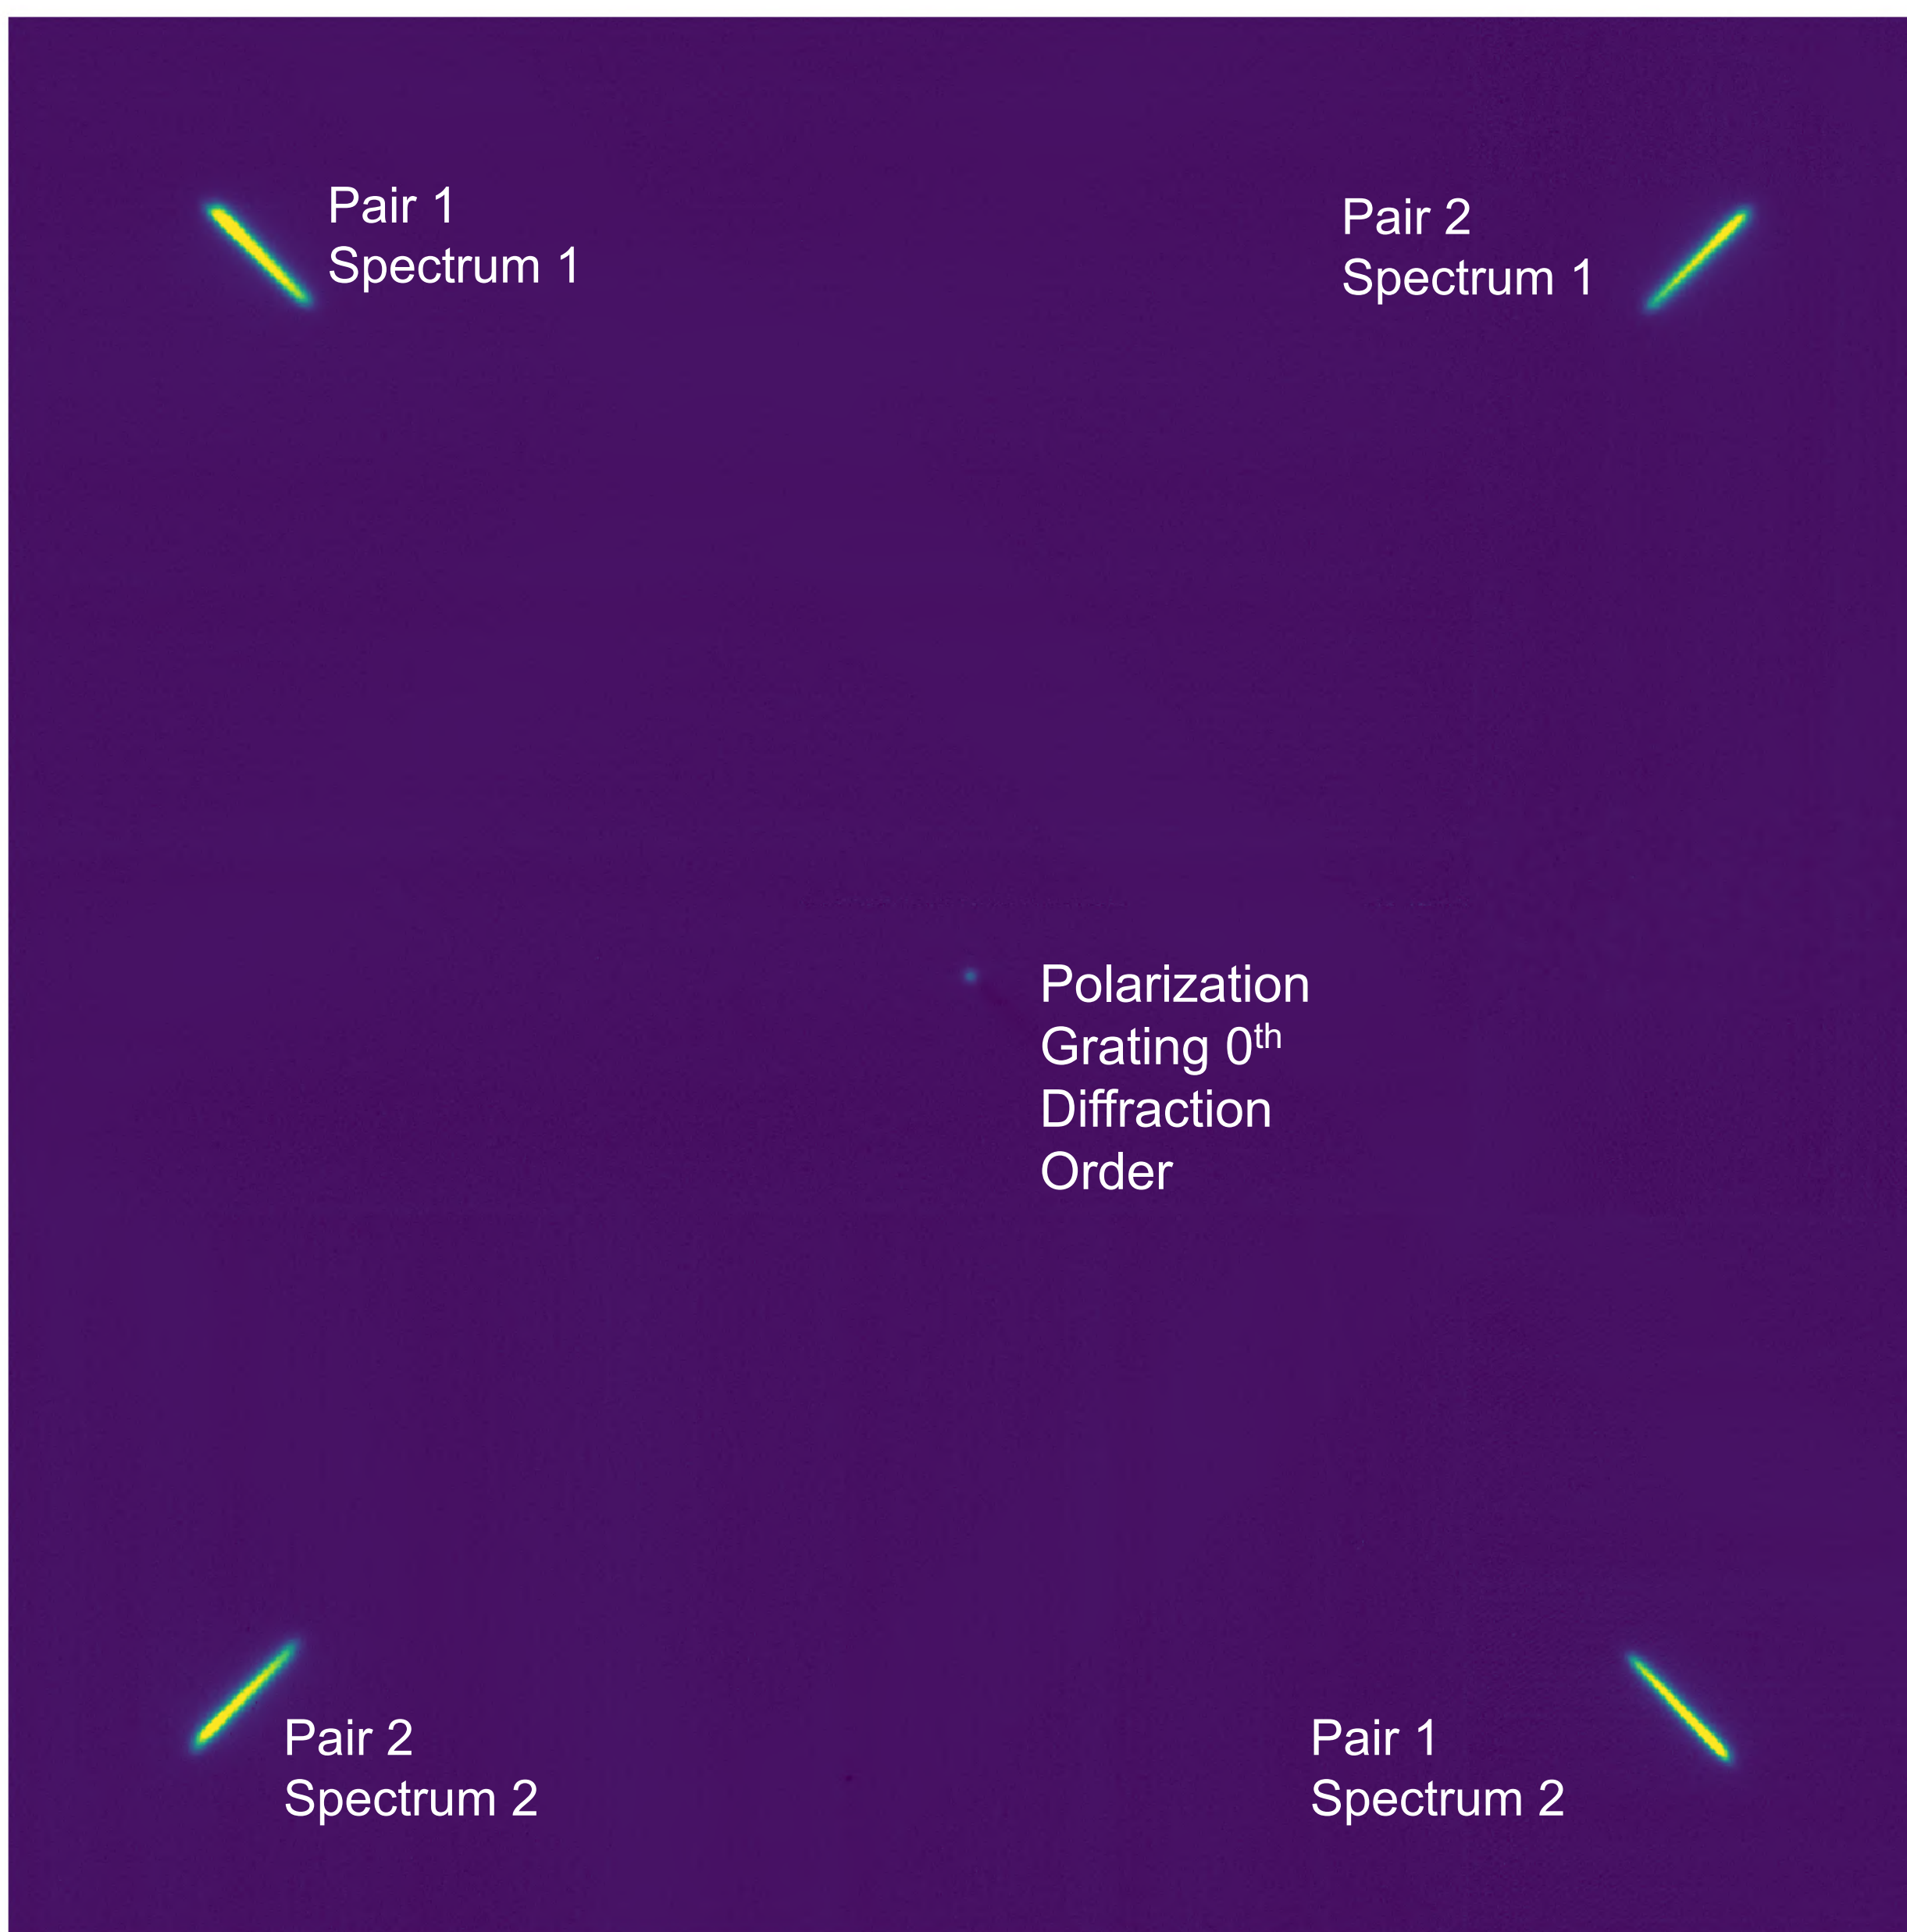 Pair 1
Spectrum 1
Pair 2
Spectrum 1
Polarization
Grating 0th
Diffraction
Order
Pair 2
Spectrum 2
Pair 1
Spectrum 2